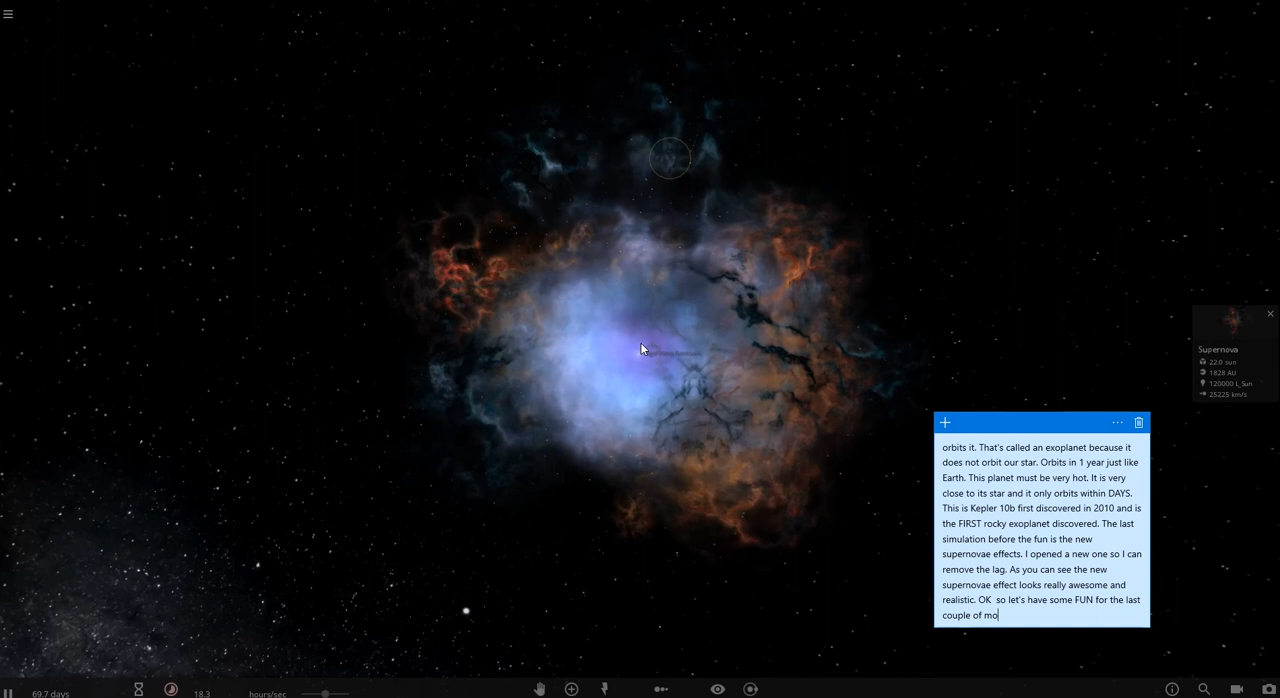 Supernova
22.0 sun
1828 AU
120000 L_Sun
25225 km/s
orbits it. That's called an exoplanet because it
does not orbit our star. Orbits in 1 year just like
Earth. This planet must be very hot. It is very
close to its star and it only orbits within DAYS.
This is Kepler 10b first discovered in 2010 and is
the FIRST rocky exoplanet discovered. The last
simulation before the fun is the new
supernovae effects. I opened a new one so I can
remove the lag. As you can see the new
supernovae effect looks really awesome and
realistic. OK  so let's have some FUN for the last
couple of mo
69.7 days
18.3 hours/sec